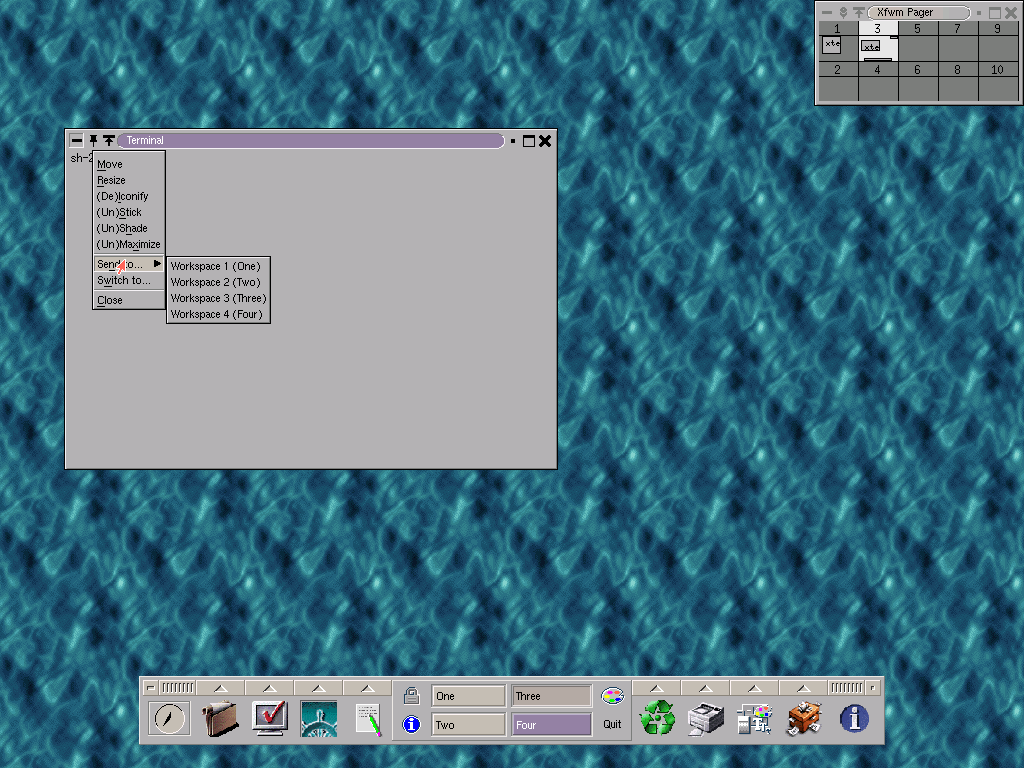 Xfwm Pager
1 3 5 7 9
xte xte
2 4 6 8 10
Terminal
sh-2
Move
Resize
(De)Iconify
(Un)Stick
(Un)Shade
(Un)Maximize
Send to...
Switch to...
Close
Workspace 1 (One)
Workspace 2 (Two)
Workspace 3 (Three)
Workspace 4 (Four)
One Three
Two Four Quit